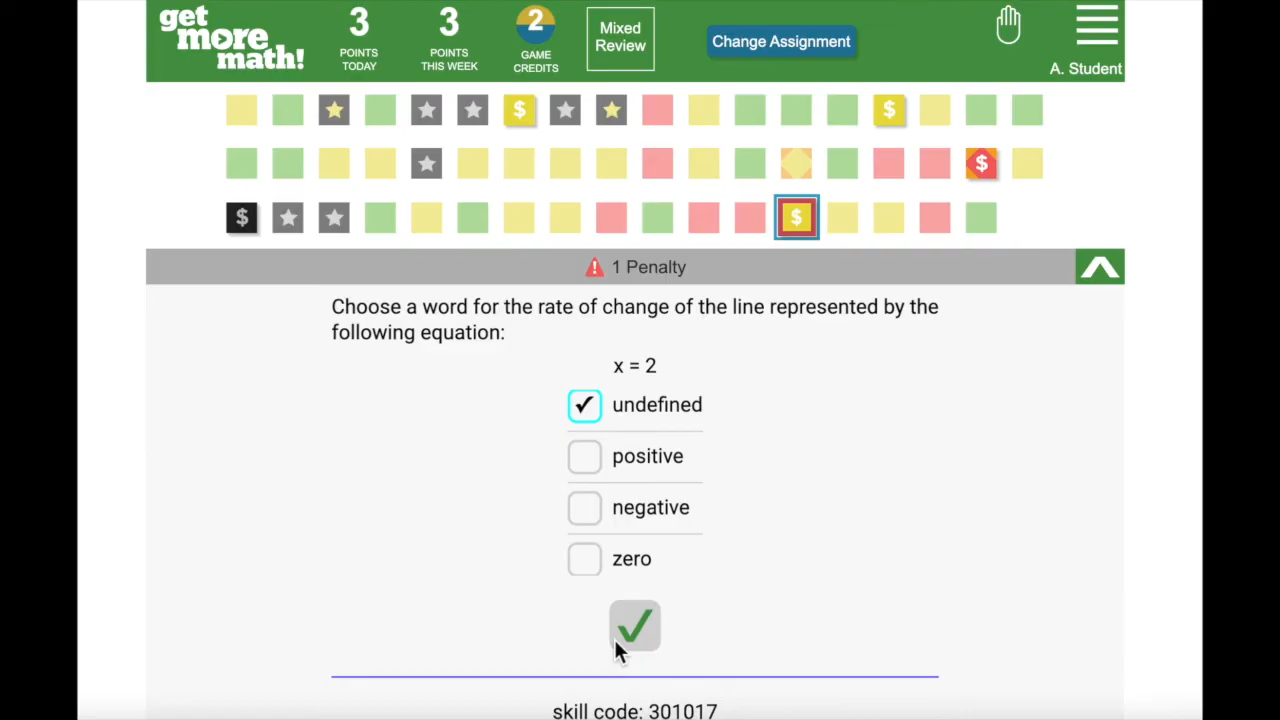 get more math!
3
POINTS TODAY
3
POINTS THIS WEEK
2
GAME CREDITS
Mixed Review
Change Assignment
A. Student
$
$
$
$
$
1 Penalty
Choose a word for the rate of change of the line represented by the
following equation:
x = 2
undefined
positive
negative
zero
skill code: 301017